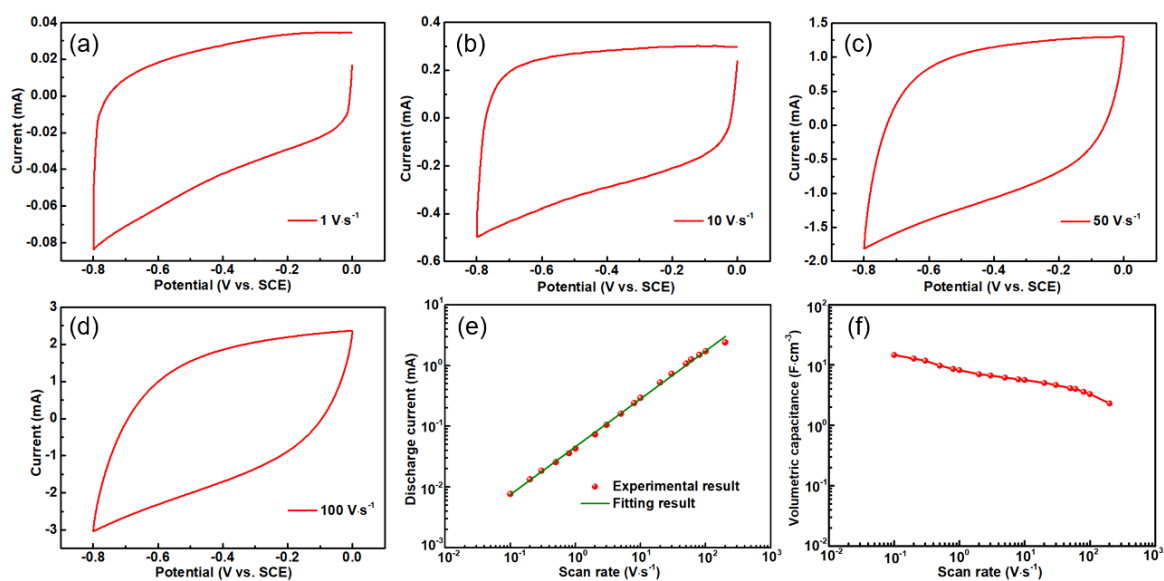 (a)
0.04
0.02
0.00
-0.02
-0.04
-0.06
-0.08
Current (mA)
1 V·s⁻¹
-0.8 -0.6 -0.4 -0.2 0.0
Potential (V vs. SCE)
(b)
0.6
0.4
0.2
0.0
-0.2
-0.4
-0.6
Current (mA)
10 V·s⁻¹
-0.8 -0.6 -0.4 -0.2 0.0
Potential (V vs. SCE)
(c)
1.5
1.0
0.5
0.0
-0.5
-1.0
-1.5
-2.0
Current (mA)
50 V·s⁻¹
-0.8 -0.6 -0.4 -0.2 0.0
Potential (V vs. SCE)
(d)
3
2
1
0
-1
-2
-3
Current (mA)
100 V·s⁻¹
-0.8 -0.6 -0.4 -0.2 0.0
Potential (V vs. SCE)
(e)
10¹
10⁰
10⁻¹
10⁻²
10⁻³
Discharge current (mA)
Experimental result
Fitting result
10⁻² 10⁻¹ 10⁰ 10¹ 10² 10³
Scan rate (V·s⁻¹)
(f)
10²
10¹
10⁰
10⁻¹
10⁻²
Volumetric capacitance (F·cm⁻³)
10⁻² 10⁻¹ 10⁰ 10¹ 10² 10³
Scan rate (V·s⁻¹)